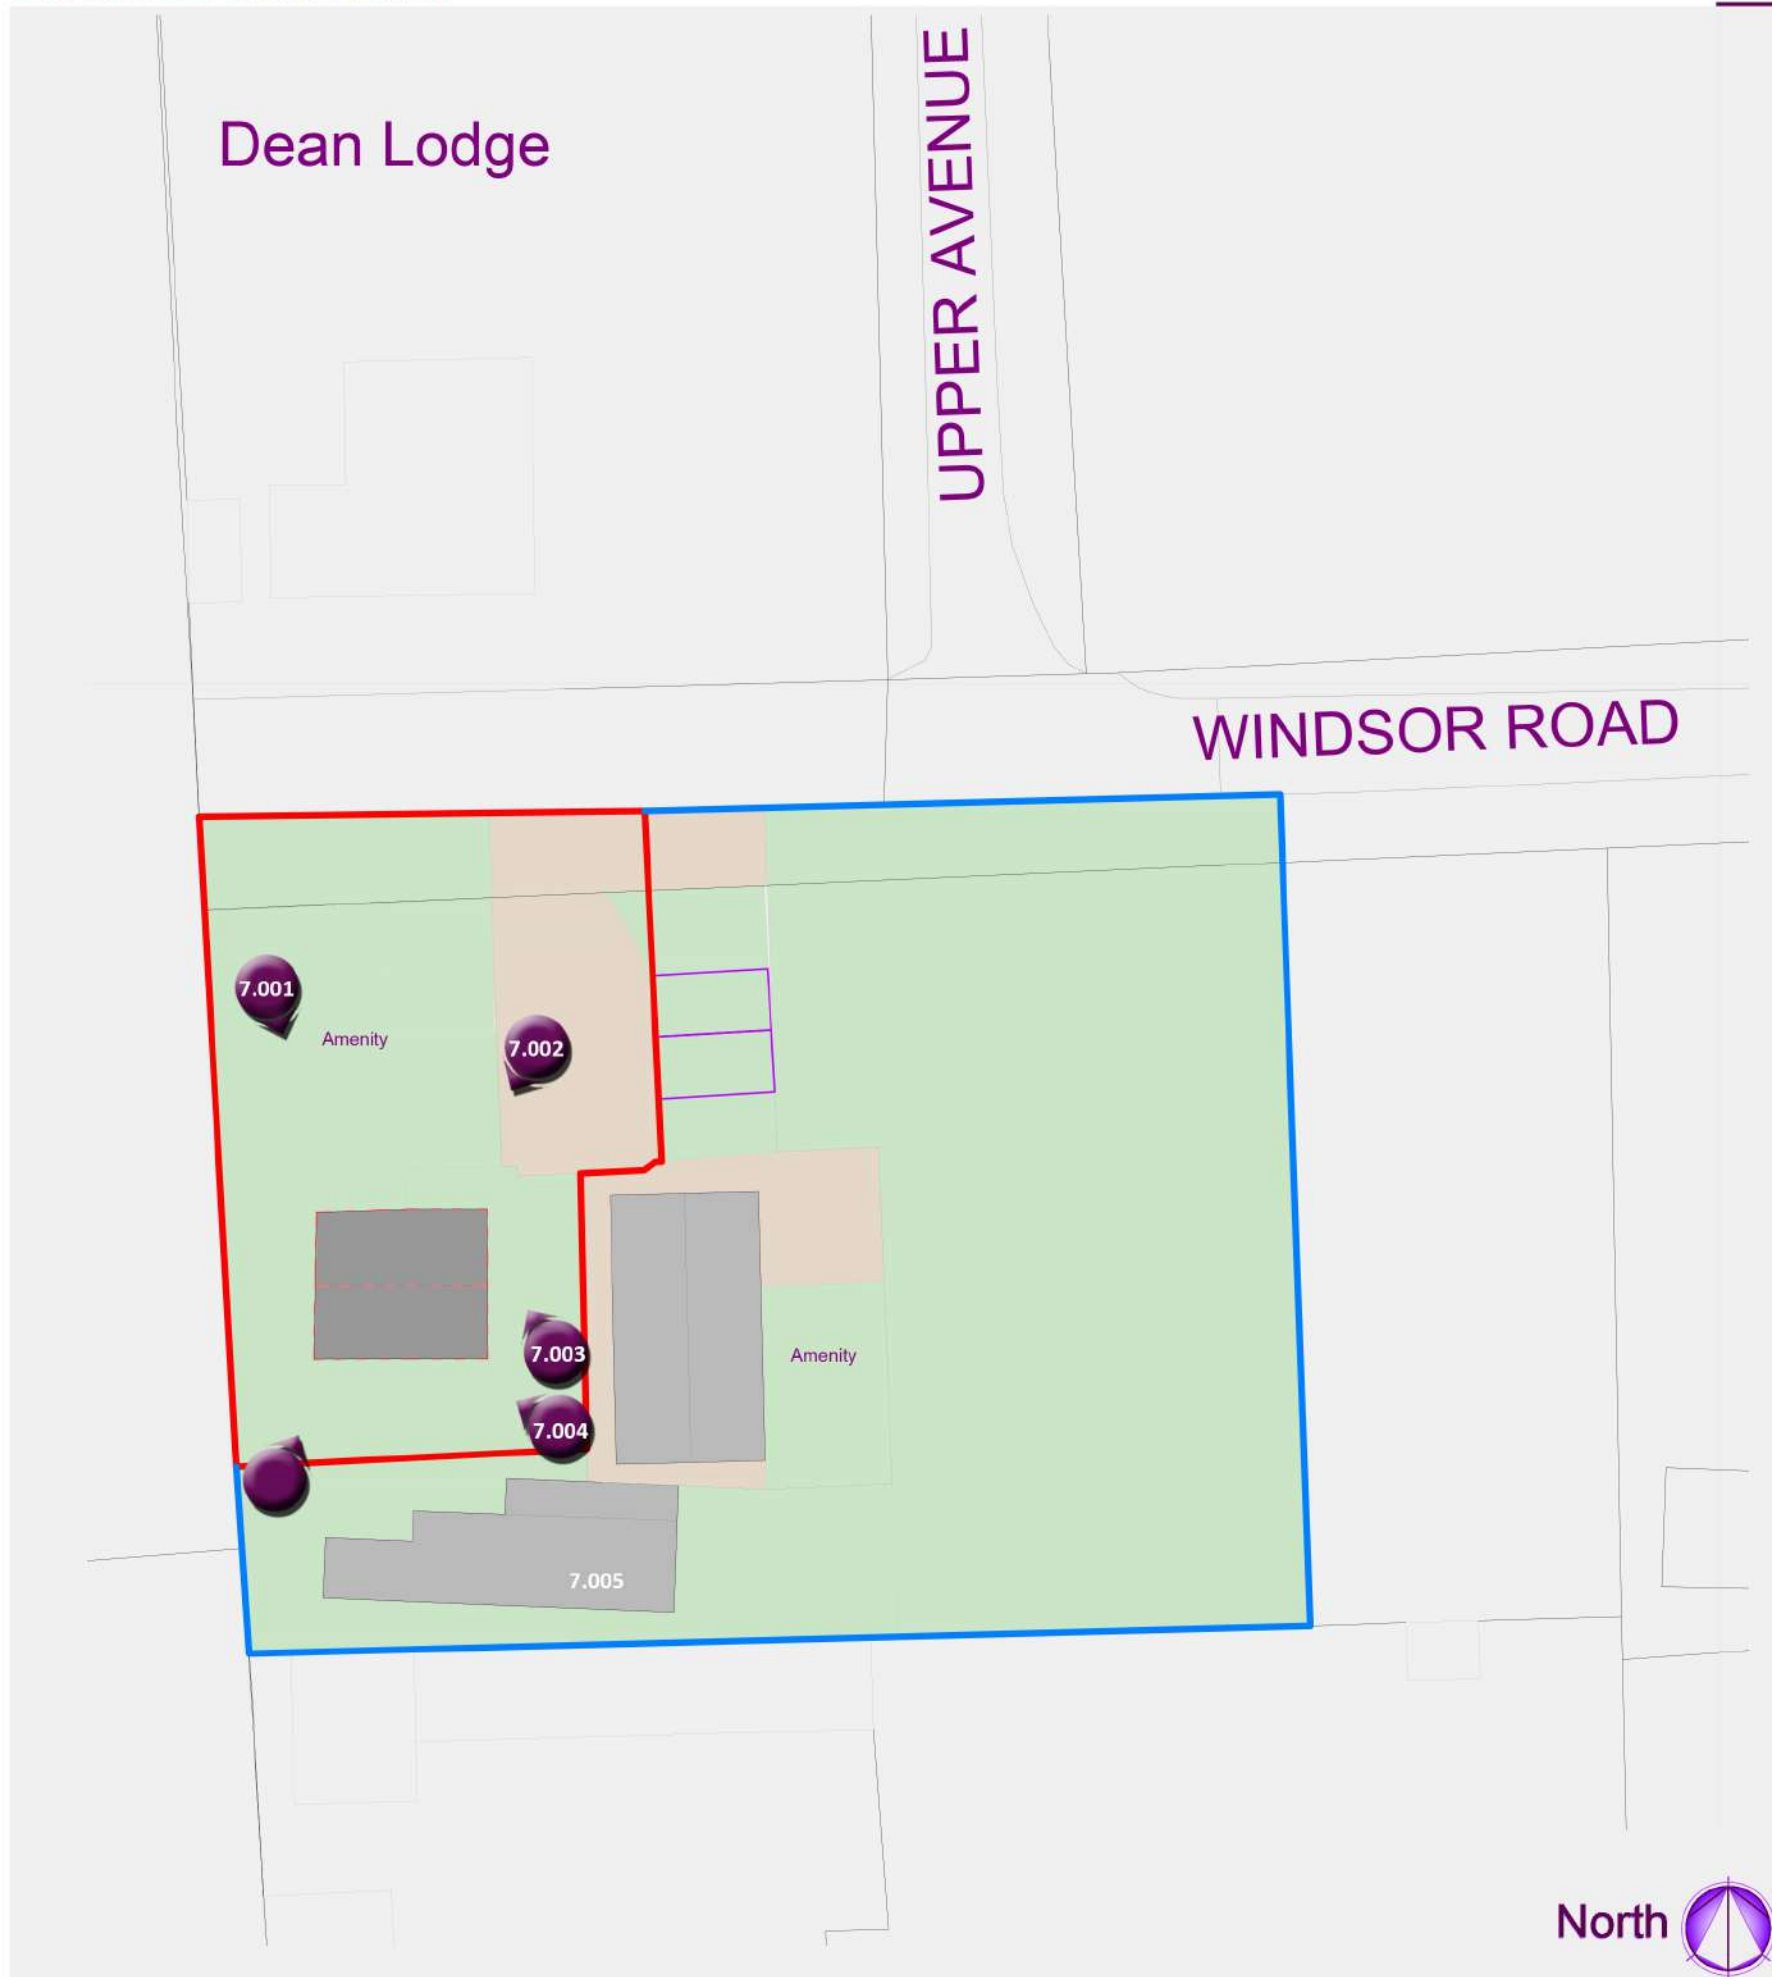 Dean Lodge
UPPER AVENUE
WINDSOR ROAD
7.001
Amenity
7.002
7.003
Amenity
7.004
7.005
North